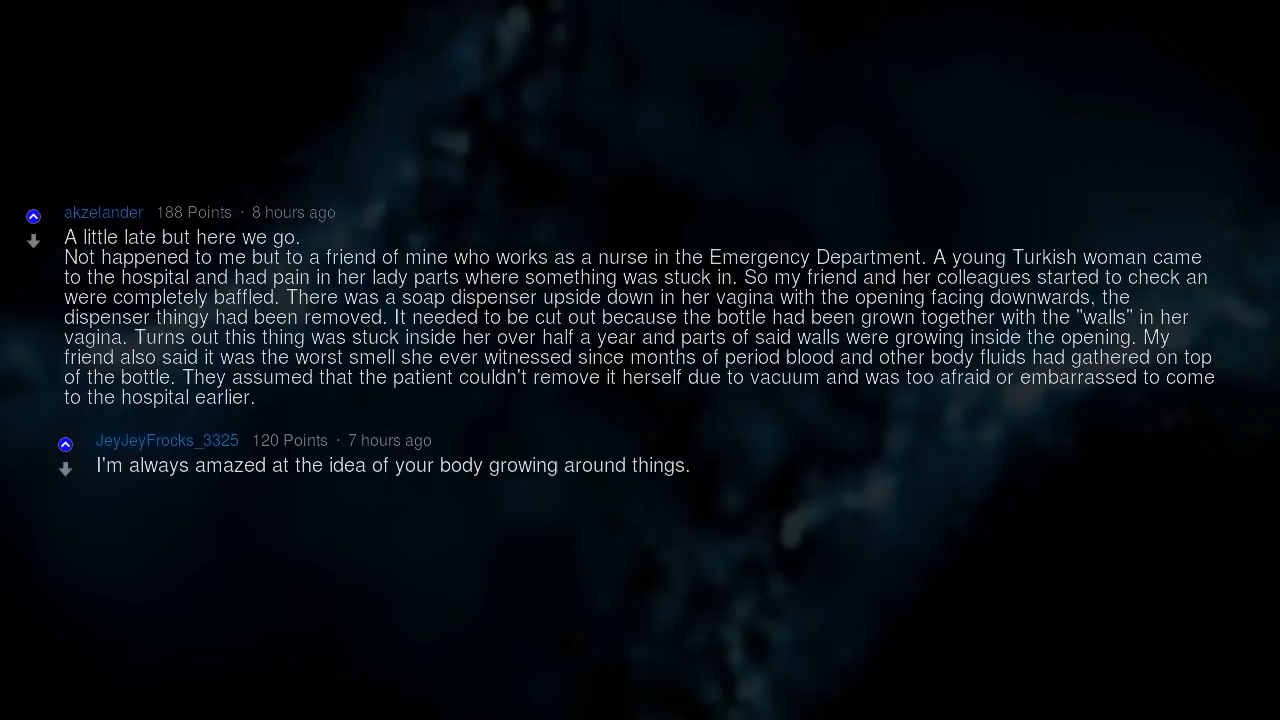 akzelander 188 Points · 8 hours ago
A little late but here we go.
Not happened to me but to a friend of mine who works as a nurse in the Emergency Department. A young Turkish woman came
to the hospital and had pain in her lady parts where something was stuck in. So my friend and her colleagues started to check an
were completely baffled. There was a soap dispenser upside down in her vagina with the opening facing downwards, the
dispenser thingy had been removed. It needed to be cut out because the bottle had been grown together with the "walls" in her
vagina. Turns out this thing was stuck inside her over half a year and parts of said walls were growing inside the opening. My
friend also said it was the worst smell she ever witnessed since months of period blood and other body fluids had gathered on top
of the bottle. They assumed that the patient couldn't remove it herself due to vacuum and was too afraid or embarrassed to come
to the hospital earlier.
JeyJeyFrocks_3325 120 Points · 7 hours ago
I'm always amazed at the idea of your body growing around things.